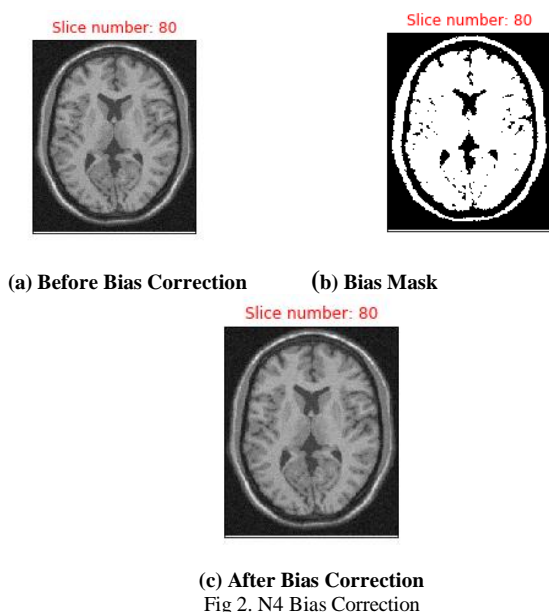 Slice number: 80
Slice number: 80
(a) Before Bias Correction
(b) Bias Mask
Slice number: 80
(c) After Bias Correction
Fig 2. N4 Bias Correction